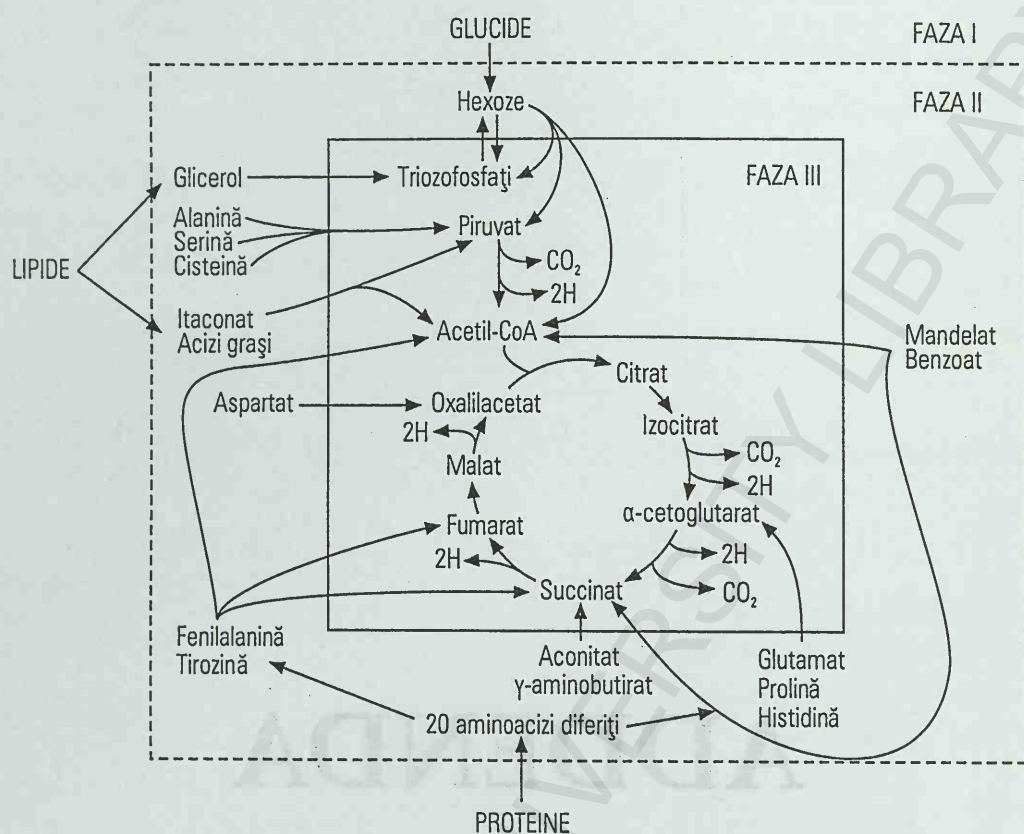 GLUCIDE
FAZA I
FAZA II
Hexoze
FAZA III
Glicerol
Triozofosfaţi
Alanină
Serină
Cisteină
Piruvat
CO₂
2H
LIPIDE
Itaconat
Acizi graşi
Acetil-CoA
Mandelat
Benzoat
Citrat
Aspartat
Oxalilacetat
Izocitrat
2H
CO₂
2H
Malat
α-cetoglutarat
Fumarat
2H
2H
CO₂
Succinat
Fenilalanină
Tirozină
Aconitat
γ-aminobutirat
Glutamat
Prolină
Histidină
20 aminoacizi diferiţi
PROTEINE
UNIVERSITY LIBRARY